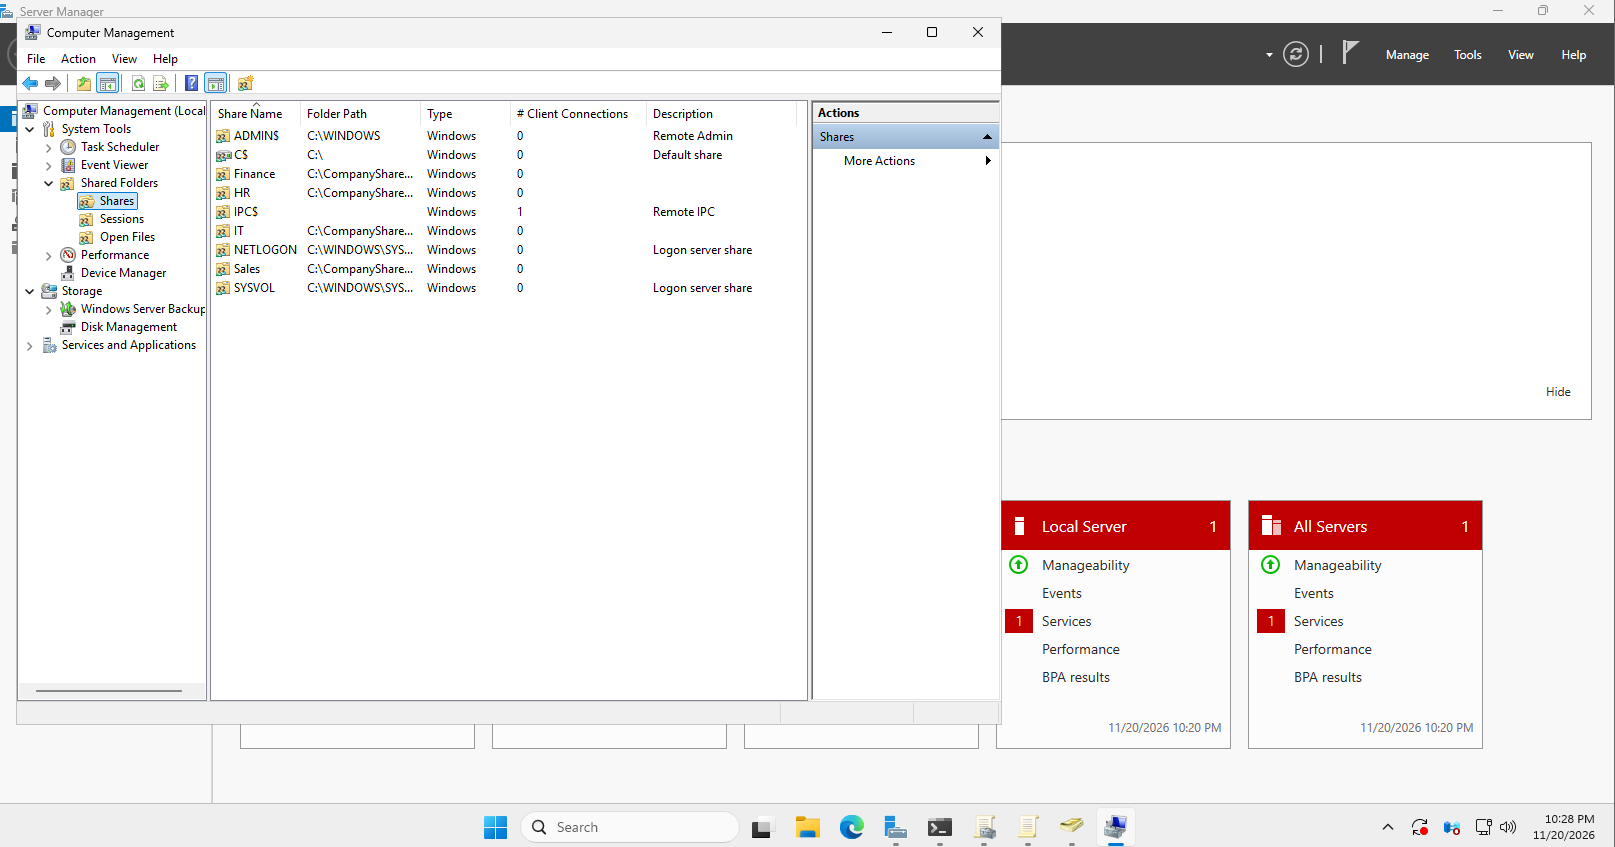 Server Manager
Manage Tools View Help
Computer Management
File Action View Help
Computer Management (Local
System Tools
Task Scheduler
Event Viewer
Shared Folders
Shares
Sessions
Open Files
Performance
Device Manager
Storage
Windows Server Backup
Disk Management
Services and Applications
Share Name Folder Path Type # Client Connections Description
ADMIN$ C:\WINDOWS Windows 0 Remote Admin
C$ C:\ Windows 0 Default share
Finance C:\CompanyShare... Windows 0
HR C:\CompanyShare... Windows 0
IPC$ Windows 1 Remote IPC
IT C:\CompanyShare... Windows 0
NETLOGON C:\WINDOWS\SYS... Windows 0 Logon server share
Sales C:\CompanyShare... Windows 0
SYSVOL C:\WINDOWS\SYS... Windows 0 Logon server share
Actions
Shares
More Actions
Hide
Local Server 1
Manageability
Events
1 Services
Performance
BPA results
11/20/2026 10:20 PM
All Servers 1
Manageability
Events
1 Services
Performance
BPA results
11/20/2026 10:20 PM
Search
10:28 PM
11/20/2026